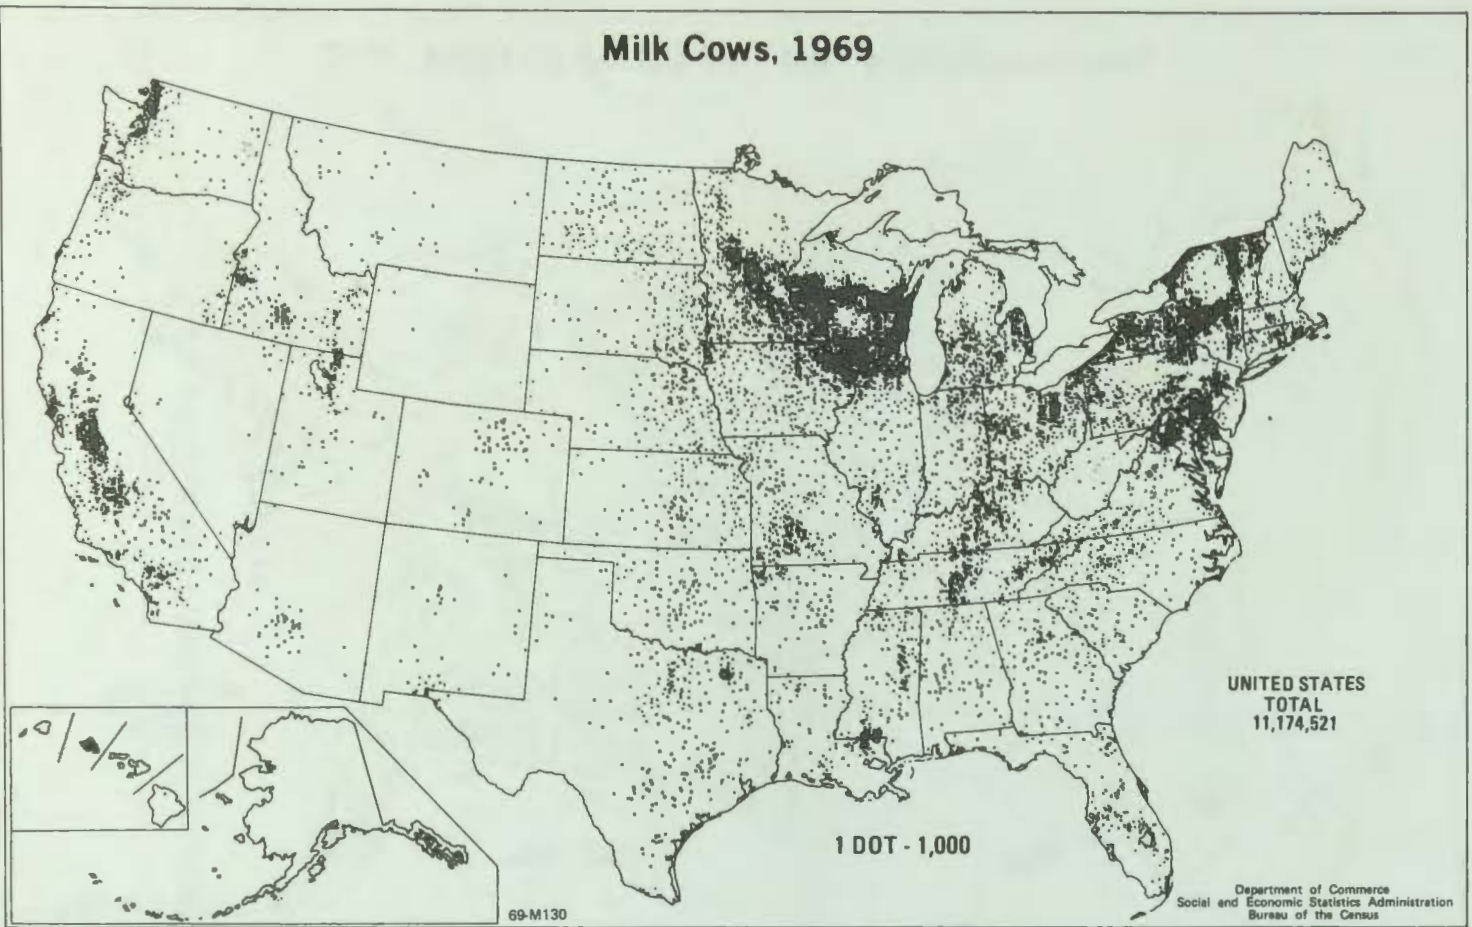 Milk Cows, 1969
UNITED STATES
TOTAL
11,174,521
1 DOT - 1,000
69-M130
Department of Commerce
Social and Economic Statistics Administration
Bureau of the Census